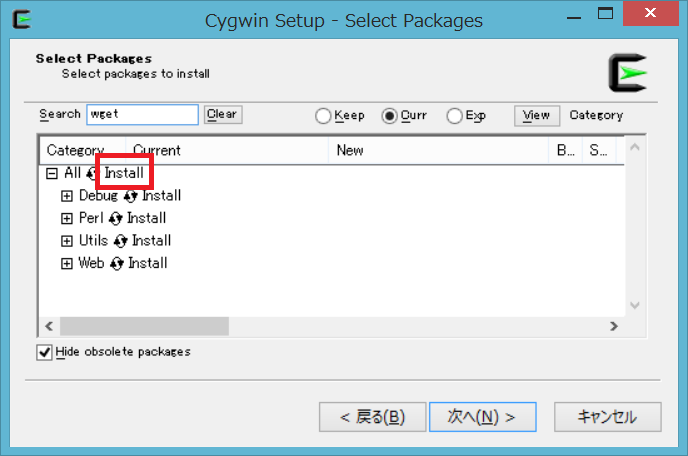 Cygwin Setup - Select Packages
Select Packages
Select packages to install
Search wget Clear Keep Curr Exp View Category
Category Current New B... S...
All Install
Debug Install
Perl Install
Utils Install
Web Install
Hide obsolete packages
< 戻る(B) 次へ(N) > キャンセル